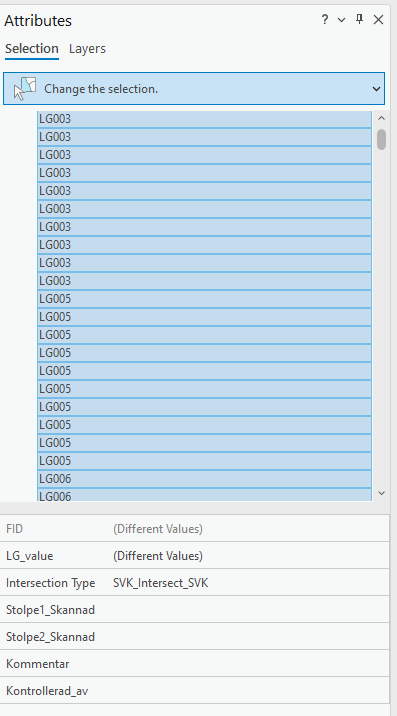 Attributes ?
Selection Layers
Change the selection.
LG003
LG003
LG003
LG003
LG003
LG003
LG003
LG003
LG003
LG003
LG005
LG005
LG005
LG005
LG005
LG005
LG005
LG005
LG005
LG005
LG006
LG006
FID (Different Values)
LG_value (Different Values)
Intersection Type SVK_Intersect_SVK
Stolpe1_Skannad
Stolpe2_Skannad
Kommentar
Kontrollerad_av